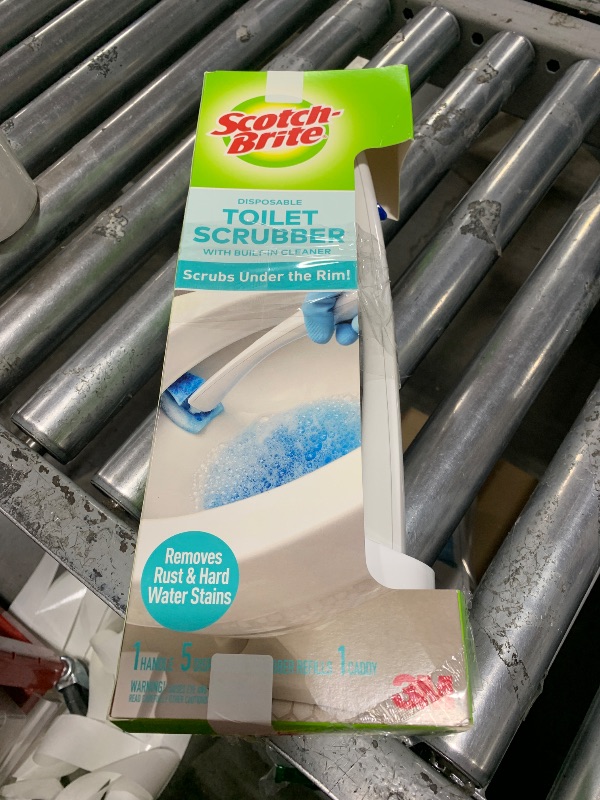 Scotch-
Brite
DISPOSABLE
TOILET
SCRUBBER
WITH BUILT-IN CLEANER
Scrubs Under the Rim!
Removes
Rust & Hard
Water Stains
1 HANDLE 5 REFILLS 1 CADDY
WARNING!
3M